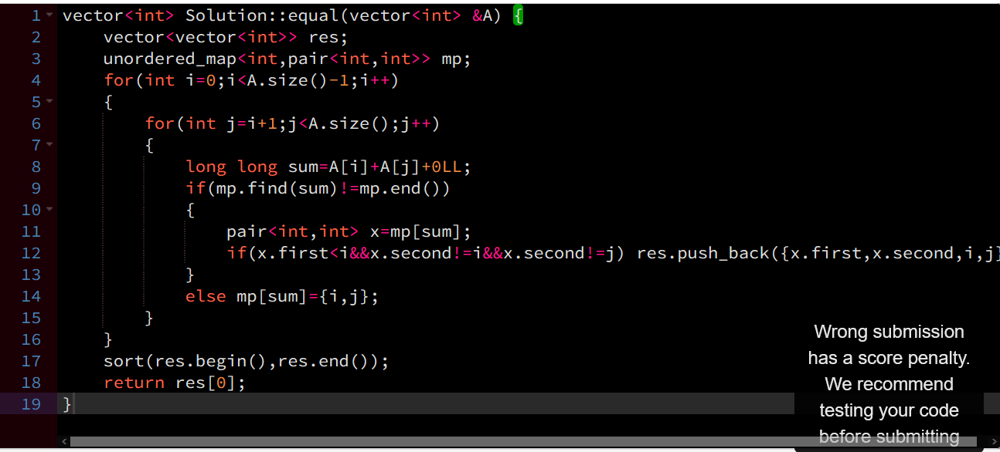 1 vector<int> Solution::equal(vector<int> &A) {
2 vector<vector<int>> res;
3 unordered_map<int,pair<int,int>> mp;
4 for(int i=0;i<A.size()-1;i++)
5 {
6 for(int j=i+1;j<A.size();j++)
7 {
8 long long sum=A[i]+A[j]+0LL;
9 if(mp.find(sum)!=mp.end())
10 {
11 pair<int,int> x=mp[sum];
12 if(x.first<i&&x.second!=i&&x.second!=j) res.push_back({x.first,x.second,i,j}
13 }
14 else mp[sum]={i,j};
15 }
16 }
17 sort(res.begin(),res.end());
18 return res[0];
19 }
Wrong submission
has a score penalty.
We recommend
testing your code
before submitting